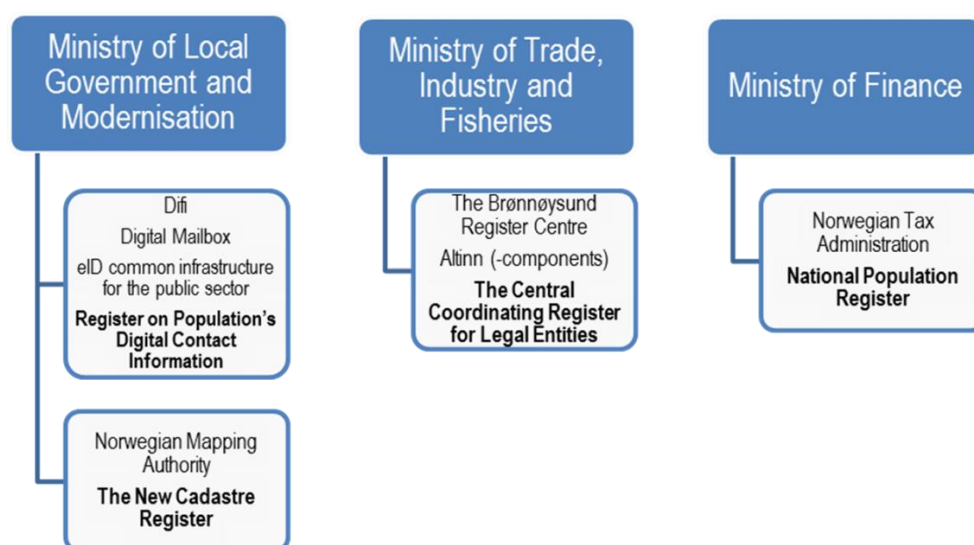 Ministry of Local
Government and
Modernisation
Difi
Digital Mailbox
eID common infrastructure
for the public sector
Register on Population's
Digital Contact
Information
Norwegian Mapping
Authority
The New Cadastre
Register
Ministry of Trade,
Industry and
Fisheries
The Brønnøysund
Register Centre
Altinn (-components)
The Central
Coordinating Register
for Legal Entities
Ministry of Finance
Norwegian Tax
Administration
National Population
Register